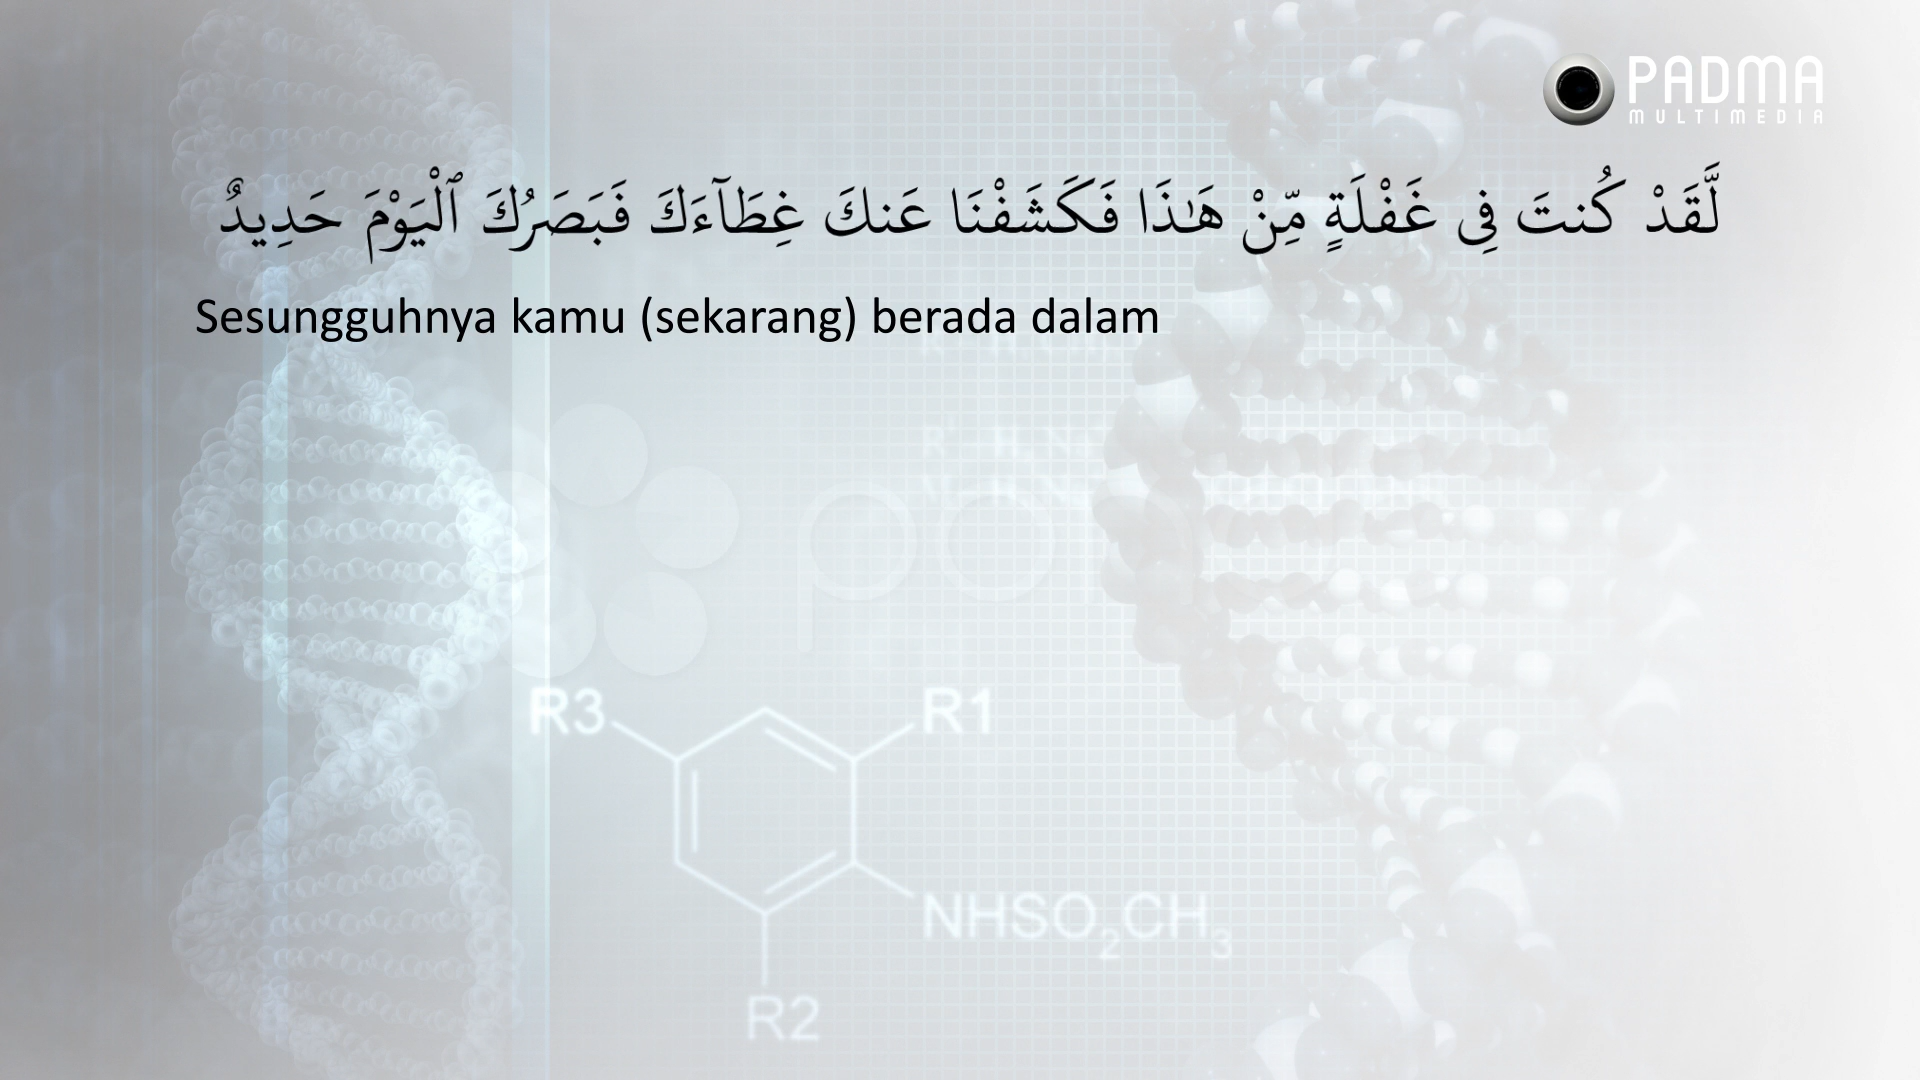 PADMA
MULTIMEDIA
لَّقَدْ كُنتَ فِى غَفْلَةٍ مِّنْ هَـٰذَا فَكَشَفْنَا عَنكَ غِطَآءَكَ فَبَصَرُكَ ٱلْيَوْمَ حَدِيدٌ
Sesungguhnya kamu (sekarang) berada dalam
R3
R1
NHSO₂CH₃
R2